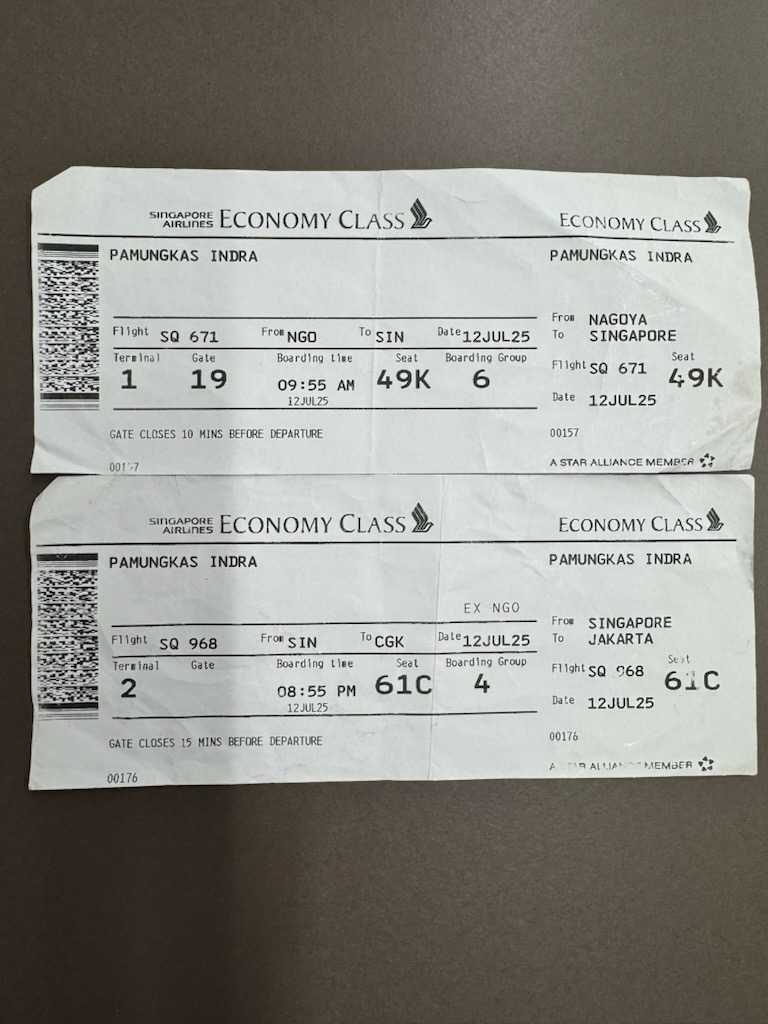 SINGAPORE AIRLINES ECONOMY CLASS
ECONOMY CLASS
PAMUNGKAS INDRA
PAMUNGKAS INDRA
From NAGOYA
To SINGAPORE
Flight SQ 671 From NGO To SIN Date 12JUL25
Terminal Gate Boarding time Seat Boarding Group
1 19 09:55 AM 49K 6
12JUL25
Flight SQ 671 Seat 49K
Date 12JUL25
GATE CLOSES 10 MINS BEFORE DEPARTURE
00157
00157
A STAR ALLIANCE MEMBER
SINGAPORE AIRLINES ECONOMY CLASS
ECONOMY CLASS
PAMUNGKAS INDRA
PAMUNGKAS INDRA
EX NGO
From SINGAPORE
To JAKARTA
Flight SQ 968 From SIN To CGK Date 12JUL25
Terminal Gate Boarding time Seat Boarding Group
2 08:55 PM 61C 4
12JUL25
Flight SQ 968 Seat 61C
Date 12JUL25
GATE CLOSES 15 MINS BEFORE DEPARTURE
00176
00176
A STAR ALLIANCE MEMBER